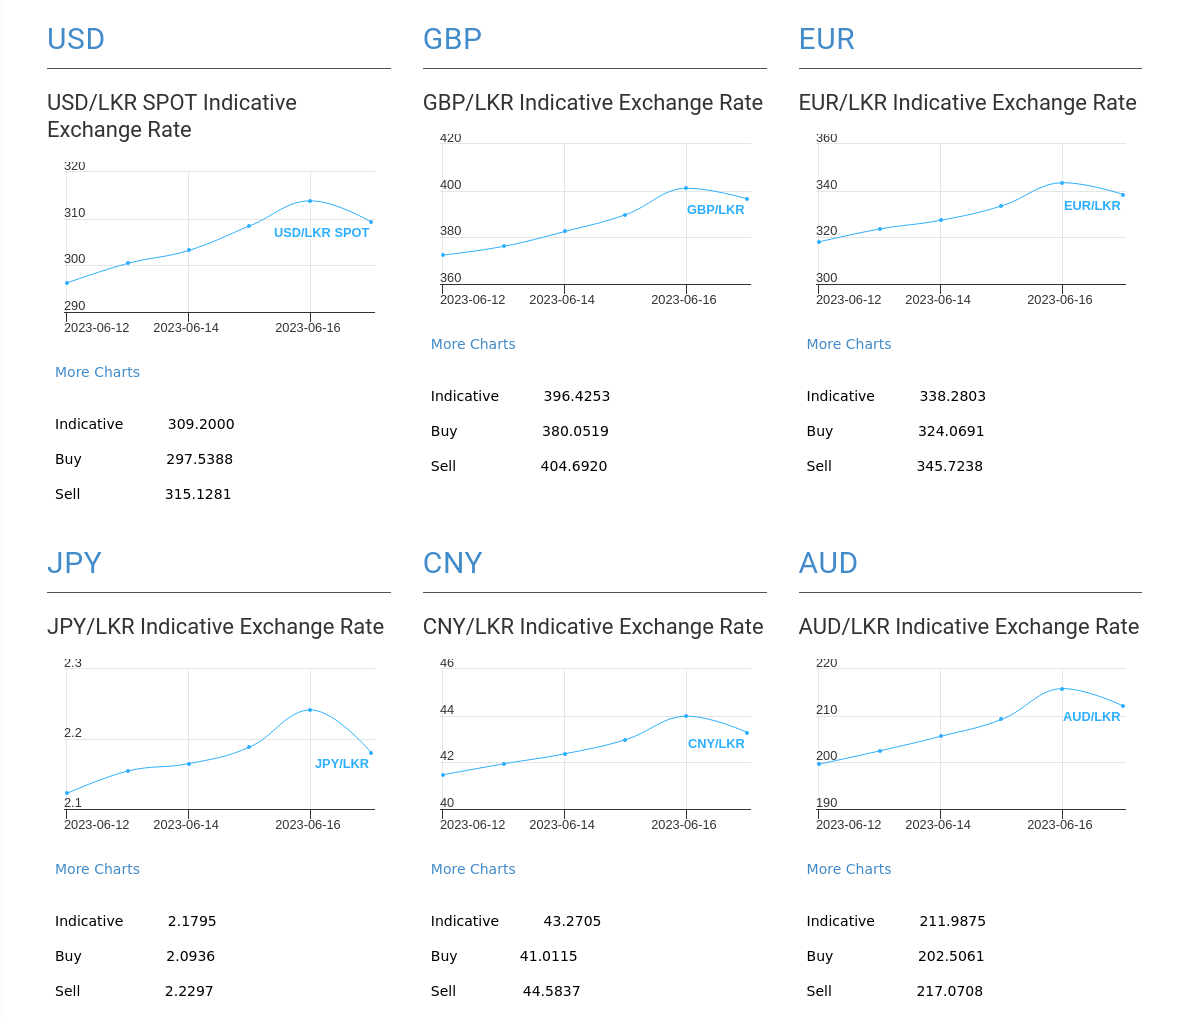 USD
USD/LKR SPOT Indicative
Exchange Rate
320
310
USD/LKR SPOT
300
290
2023-06-12 2023-06-14 2023-06-16
More Charts
Indicative 309.2000
Buy 297.5388
Sell 315.1281
GBP
GBP/LKR Indicative Exchange Rate
420
400
GBP/LKR
380
360
2023-06-12 2023-06-14 2023-06-16
More Charts
Indicative 396.4253
Buy 380.0519
Sell 404.6920
EUR
EUR/LKR Indicative Exchange Rate
360
340
EUR/LKR
320
300
2023-06-12 2023-06-14 2023-06-16
More Charts
Indicative 338.2803
Buy 324.0691
Sell 345.7238
JPY
JPY/LKR Indicative Exchange Rate
2.3
2.2
JPY/LKR
2.1
2023-06-12 2023-06-14 2023-06-16
More Charts
Indicative 2.1795
Buy 2.0936
Sell 2.2297
CNY
CNY/LKR Indicative Exchange Rate
46
44
CNY/LKR
42
40
2023-06-12 2023-06-14 2023-06-16
More Charts
Indicative 43.2705
Buy 41.0115
Sell 44.5837
AUD
AUD/LKR Indicative Exchange Rate
220
210
AUD/LKR
200
190
2023-06-12 2023-06-14 2023-06-16
More Charts
Indicative 211.9875
Buy 202.5061
Sell 217.0708